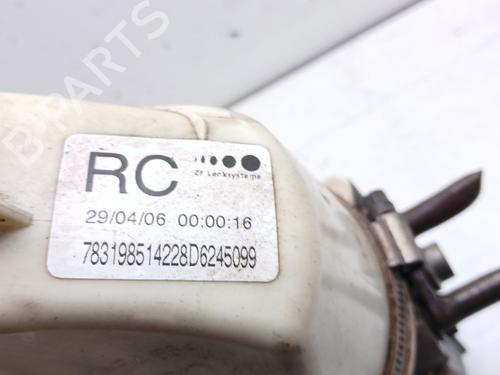 B-PARTS
RC
ZF Lenksysteme
29/04/06 00:00:16
783198514228D6245099